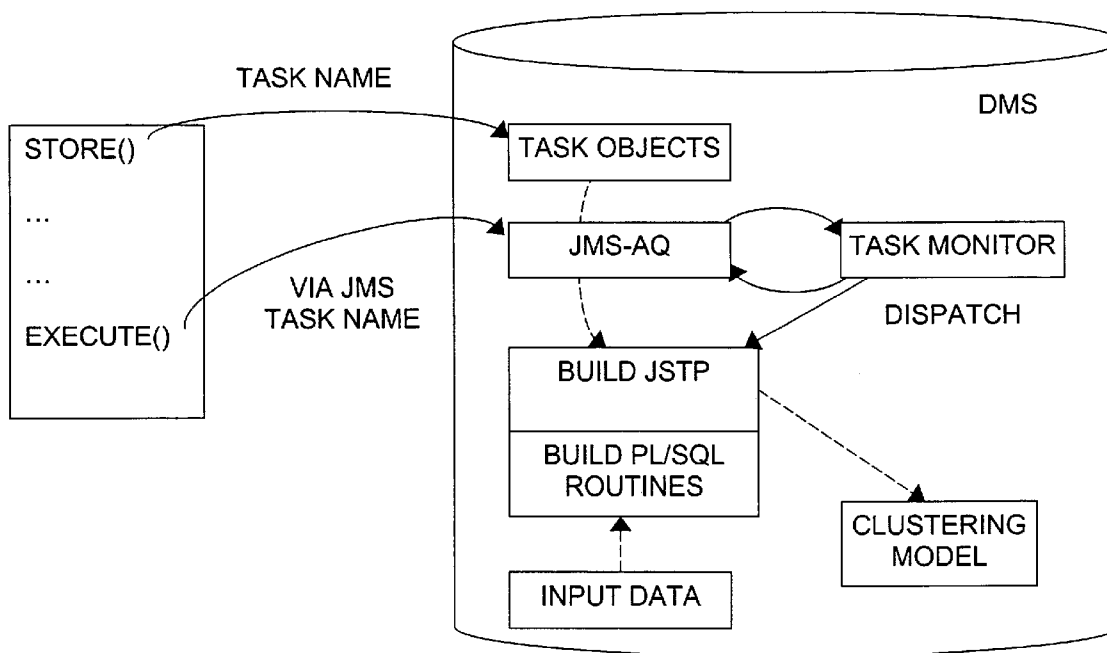 TASK NAME
DMS
STORE()
TASK OBJECTS
...
JMS-AQ
TASK MONITOR
...
VIA JMS
TASK NAME
EXECUTE()
DISPATCH
BUILD JSTP
BUILD PL/SQL
ROUTINES
CLUSTERING
MODEL
INPUT DATA